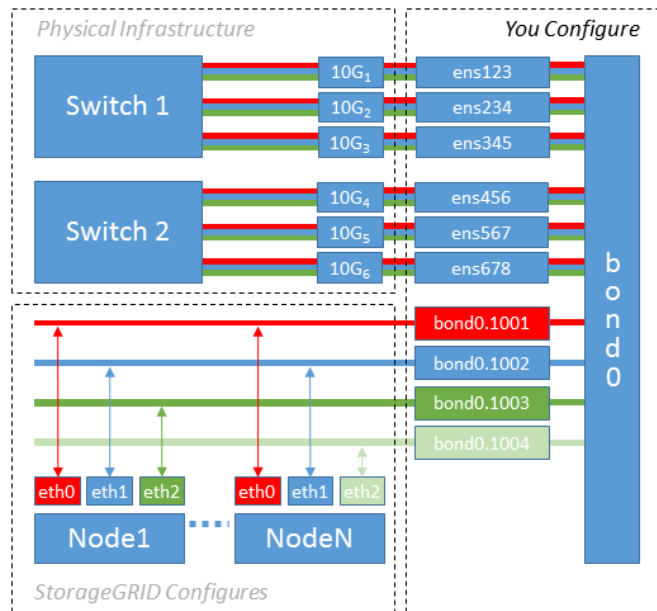 Physical Infrastructure
You Configure
Switch 1
10G1
ens123
10G2
ens234
10G3
ens345
Switch 2
10G4
ens456
10G5
ens567
10G6
ens678
bond0
bond0.1001
bond0.1002
bond0.1003
bond0.1004
eth0
eth1
eth2
eth0
eth1
eth2
Node1
NodeN
StorageGRID Configures